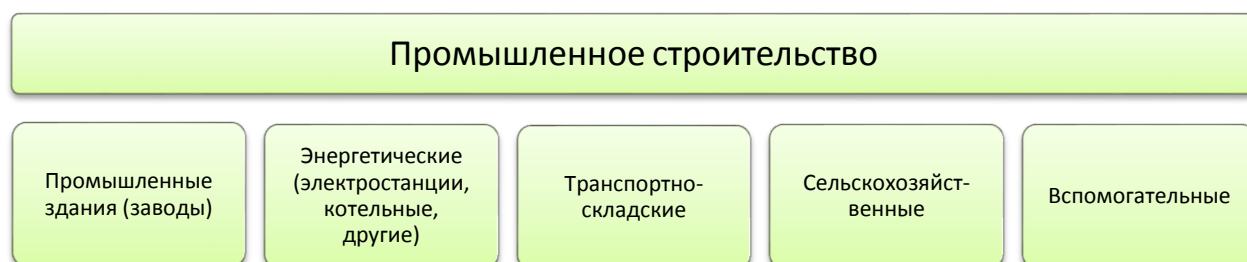 Промышленное строительство
Промышленные
здания (заводы)
Энергетические
(электростанции,
котельные,
другие)
Транспортно-
складские
Сельскохозяйст-
венные
Вспомогательные